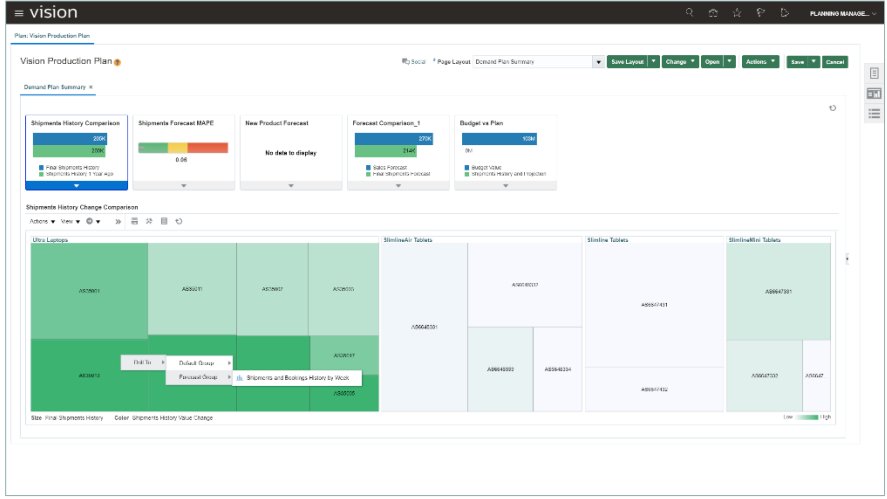 vision
PLANNING MANAGE...
Plan: Vision Production Plan
Vision Production Plan
Social * Page Layout Demand Plan Summary Save Layout Change Open Actions Save Cancel
Demand Plan Summary ×
Shipments History Comparison Shipments Forecast MAPE New Product Forecast Forecast Comparison_1 Budget vs Plan
270K 103M
No data to display 214K 0M
0.06
Final Shipments History Sales Forecast Budget Value
Shipments History 1 Year Ago Final Shipments Forecast Shipments History and Projection
Shipments History Change Comparison
Actions View
Ultra Laptops SlimlineAir Tablets Slimline Tablets SlimlineMini Tablets
Drill To Default Group
Forecast Group Shipments and Bookings History by Week
Size Final Shipments History Color Shipments History Value Change Low High